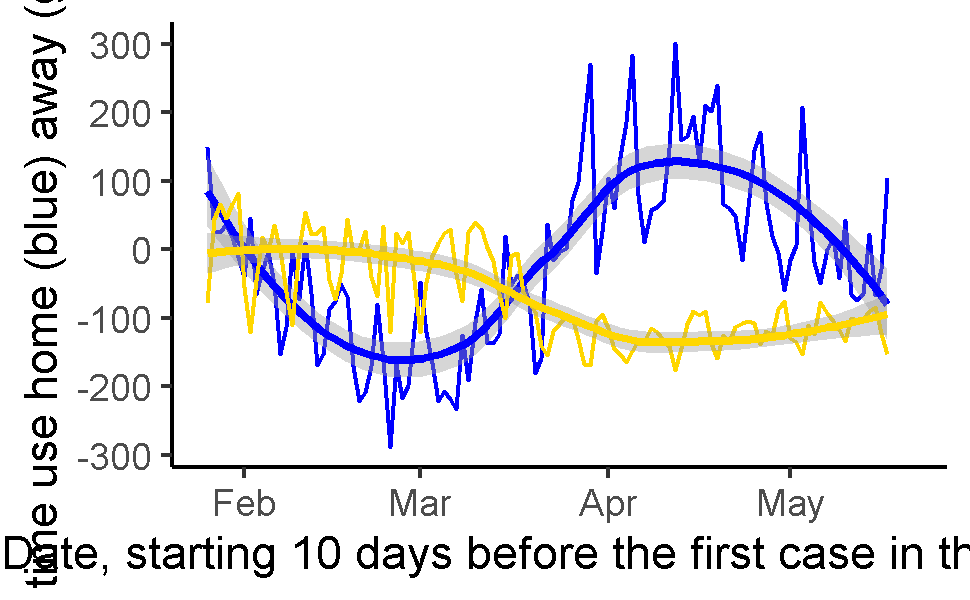 time use home (blue) away (
300
200
100
0
-100
-200
-300
Feb Mar Apr May
Date, starting 10 days before the first case in th